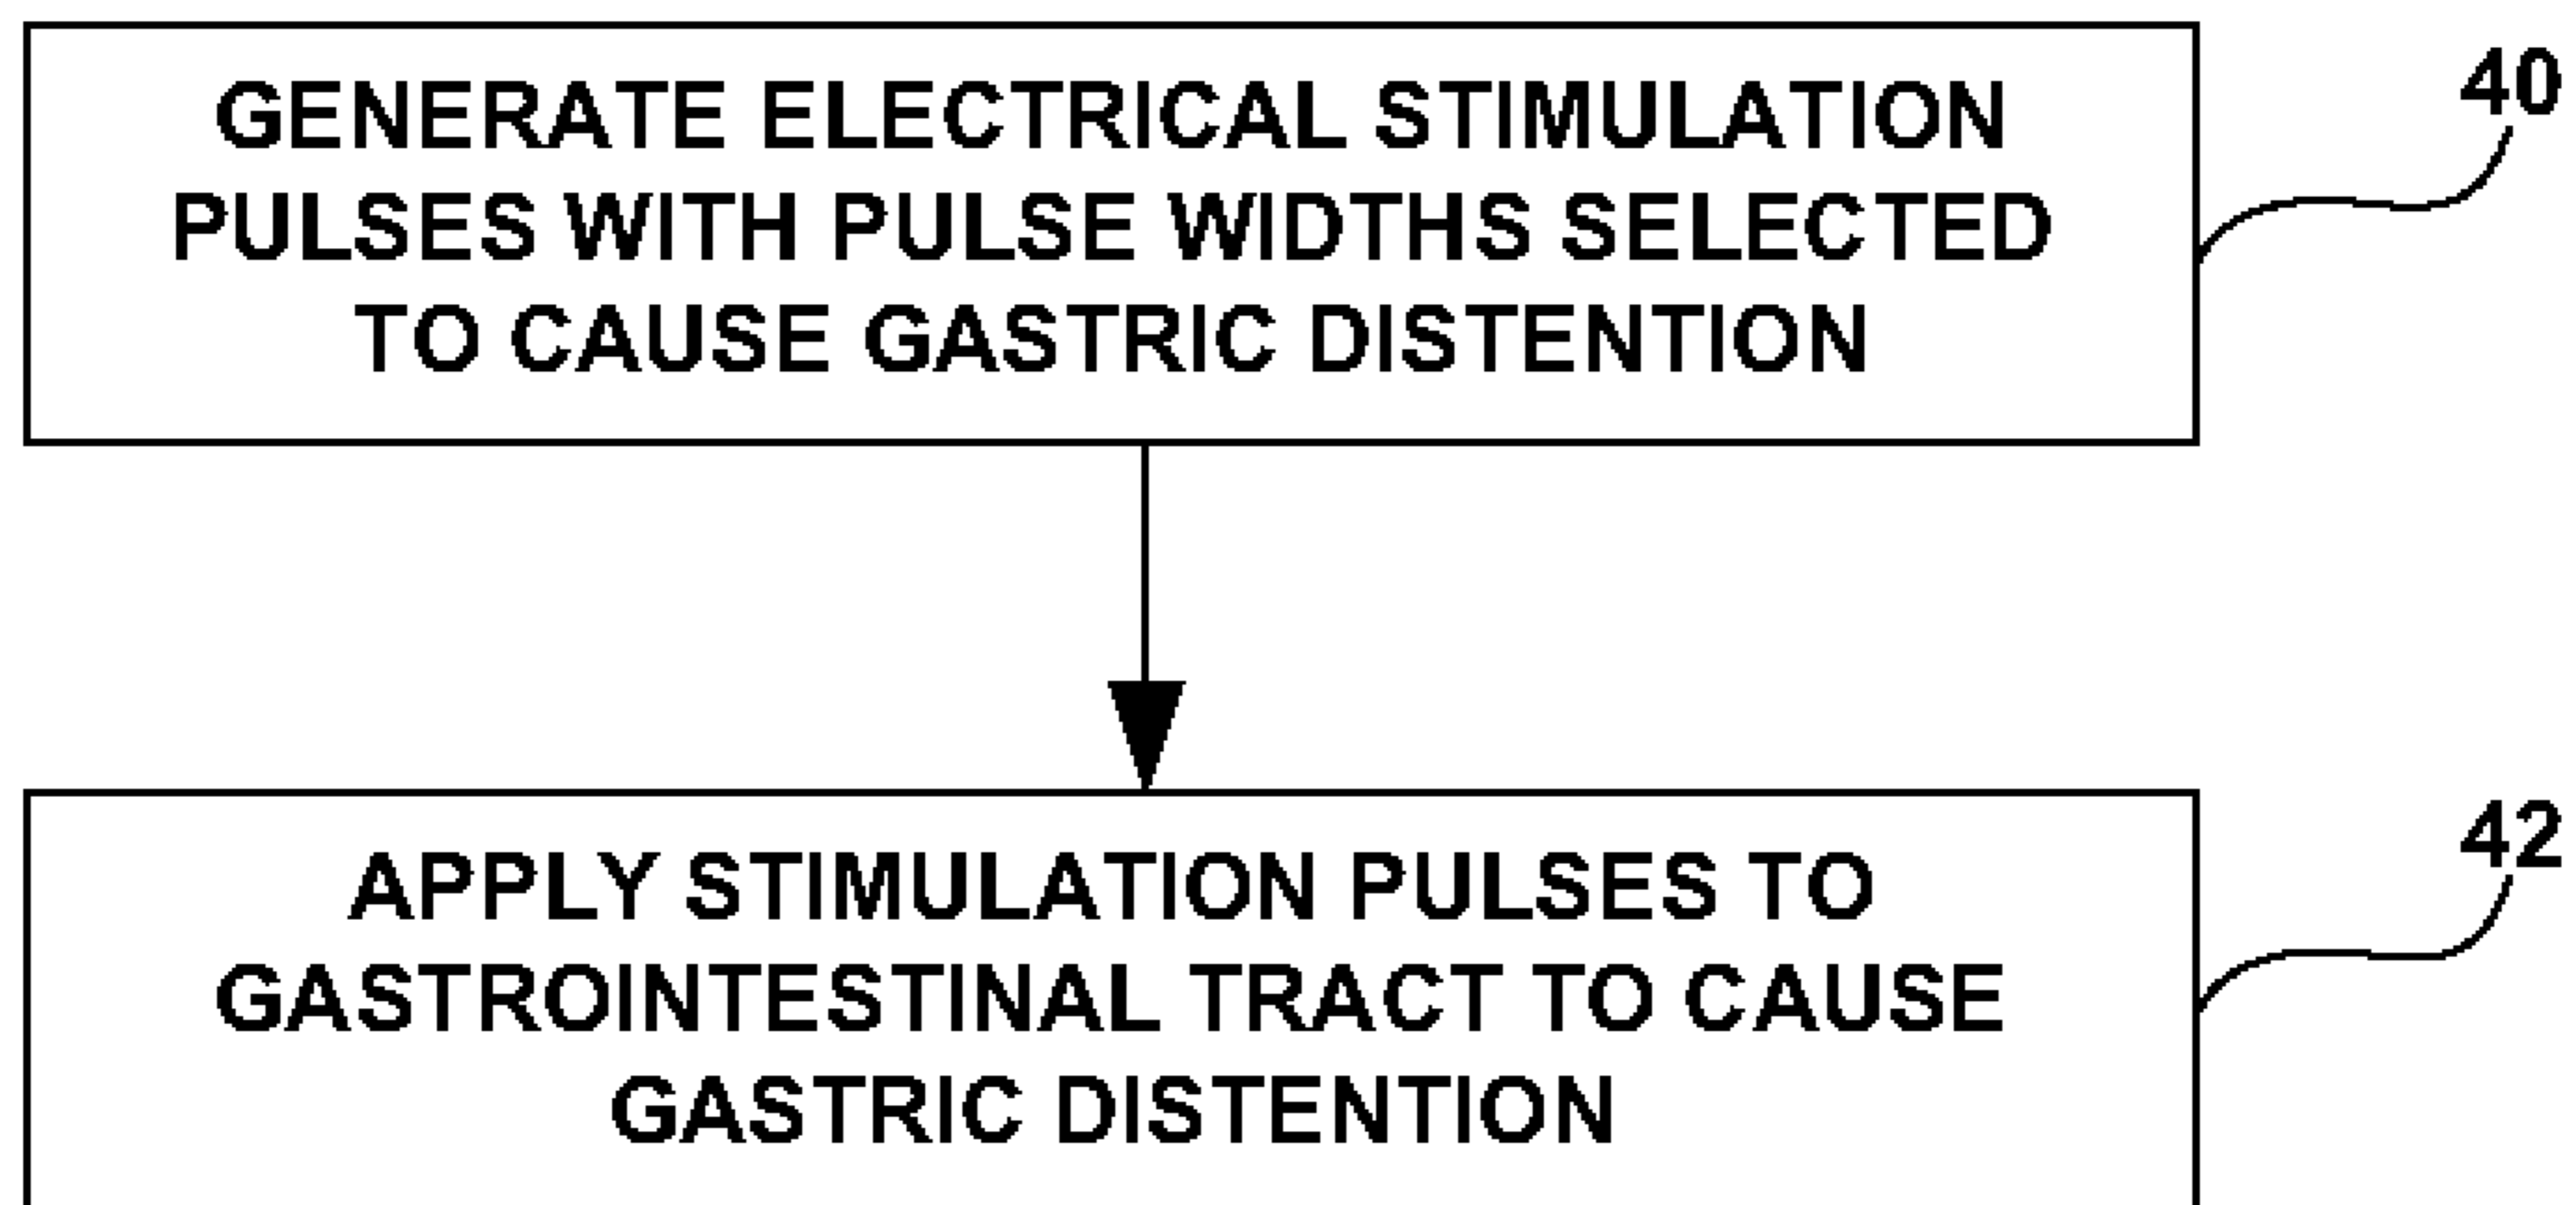 GENERATE ELECTRICAL STIMULATION
PULSES WITH PULSE WIDTHS SELECTED
TO CAUSE GASTRIC DISTENTION
40
APPLY STIMULATION PULSES TO
GASTROINTESTINAL TRACT TO CAUSE
GASTRIC DISTENTION
42